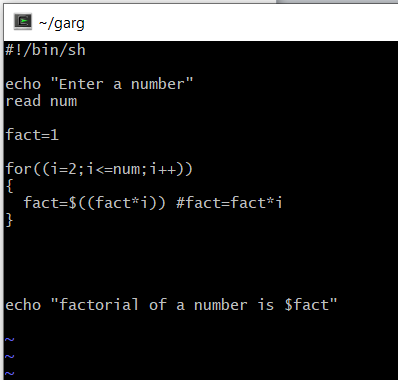 ~/garg
#!/bin/sh
echo "Enter a number"
read num
fact=1
for((i=2;i<=num;i++))
{
fact=$((fact*i)) #fact=fact*i
}
echo "factorial of a number is $fact"
~
~
~